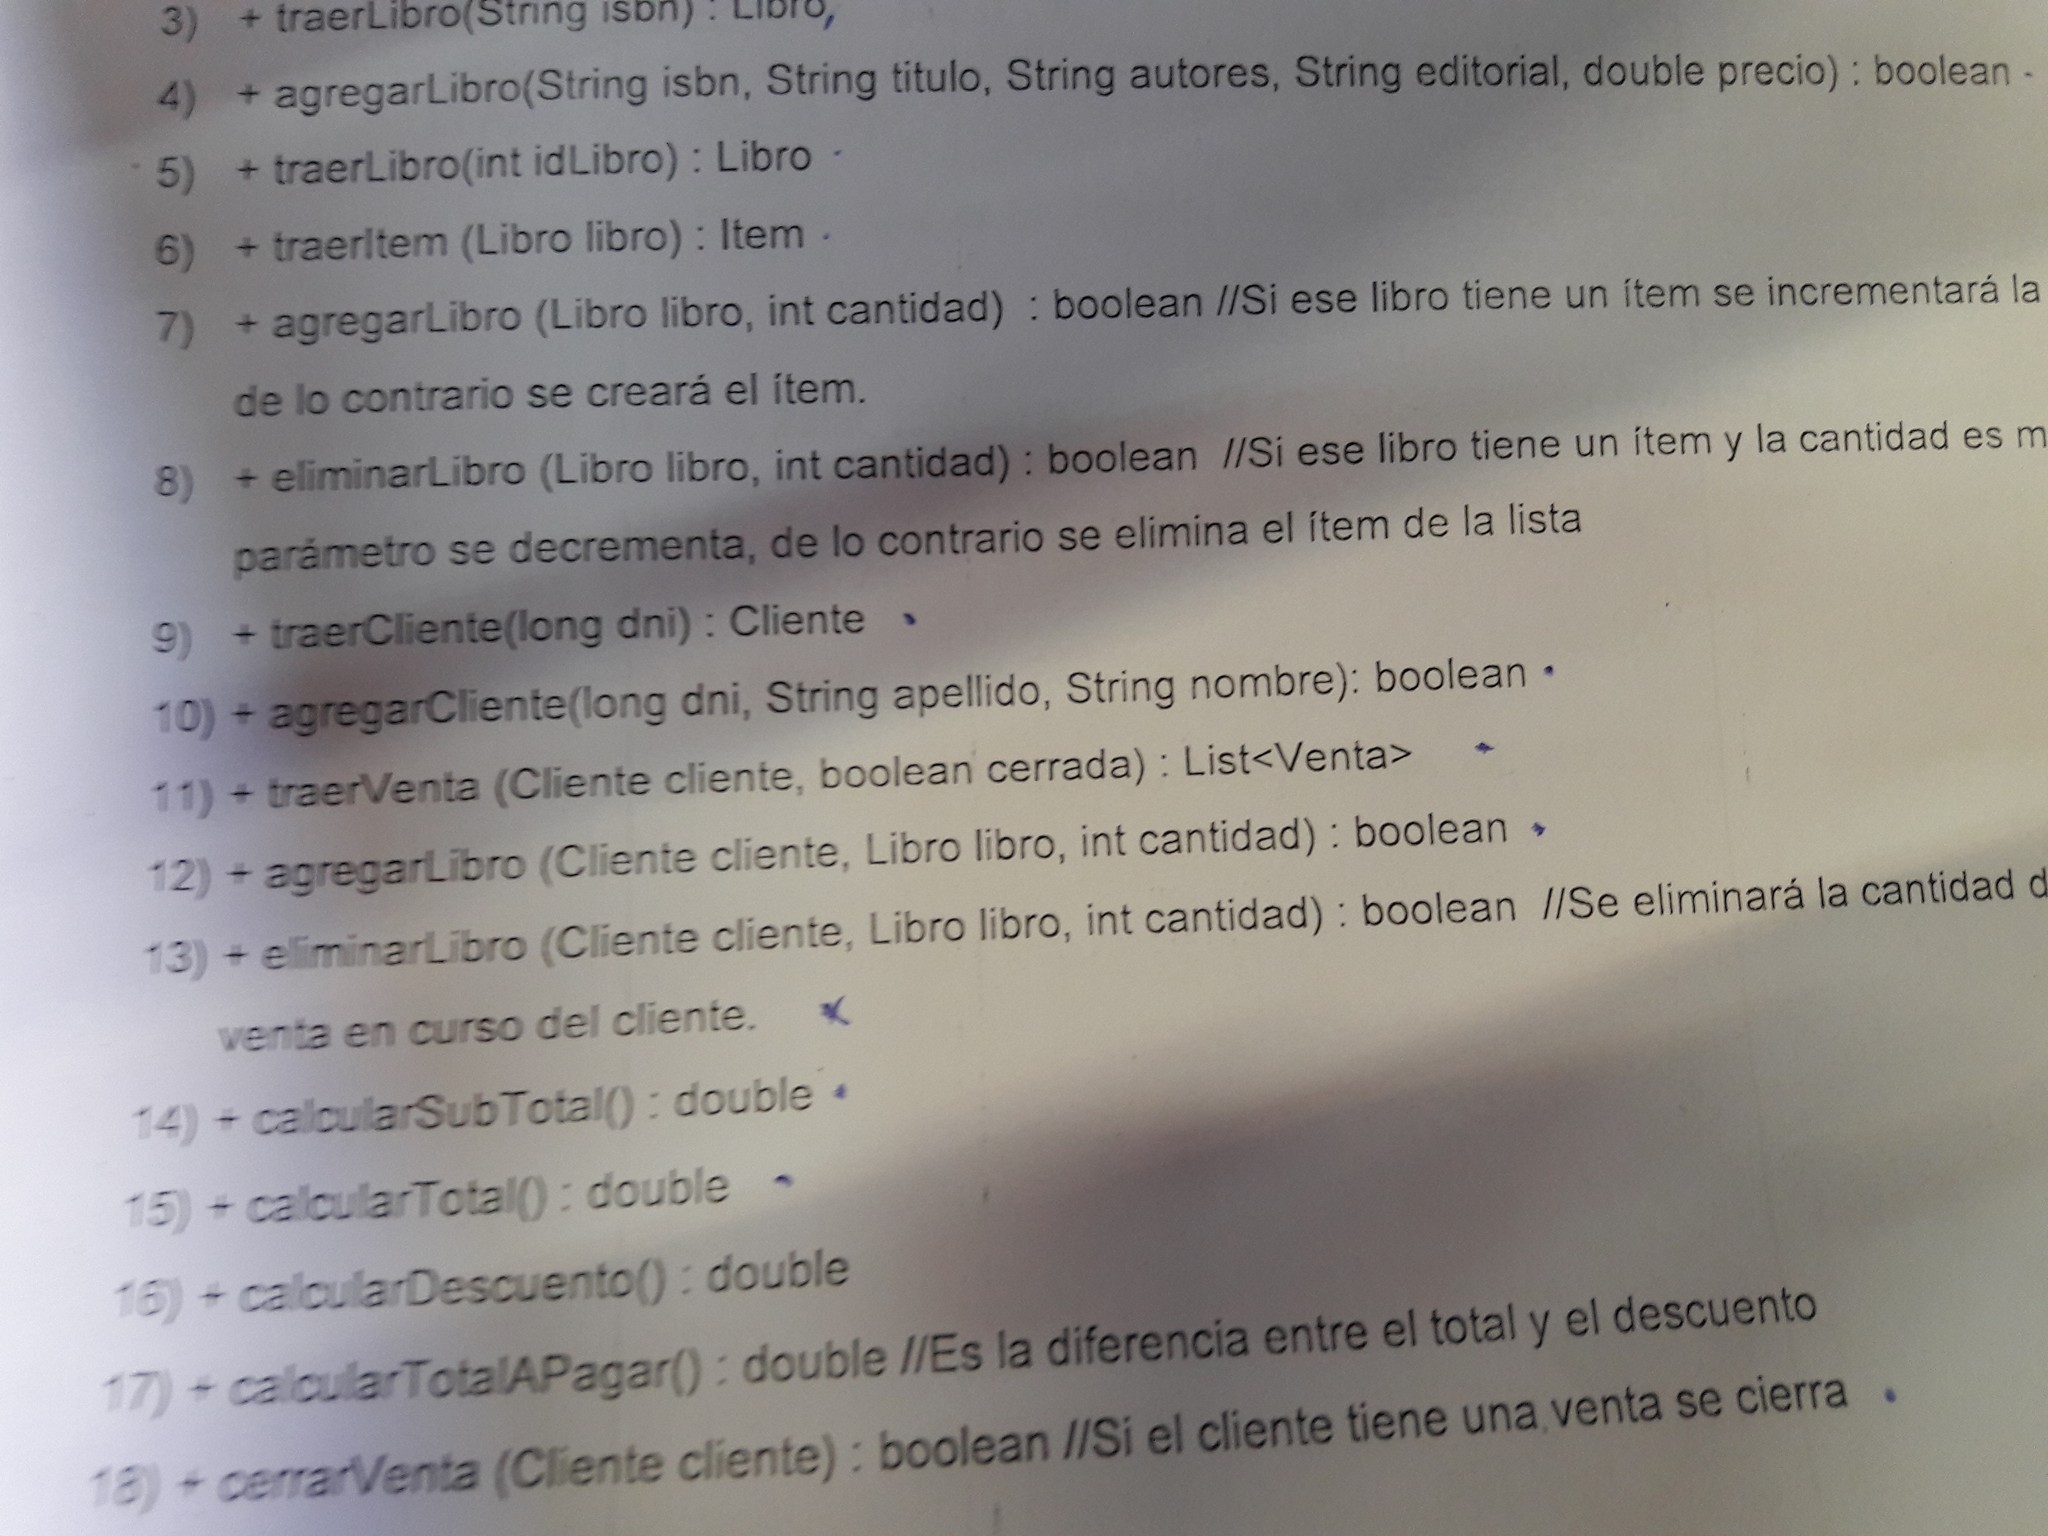 3) + traerLibro(String isbn) : Libro
4) + agregarLibro(String isbn, String titulo, String autores, String editorial, double precio) : boolean
5) + traerLibro(int idLibro) : Libro
6) + traerItem (Libro libro) : Item
7) + agregarLibro (Libro libro, int cantidad) : boolean //Si ese libro tiene un ítem se incrementará la
de lo contrario se creará el ítem.
8) + eliminarLibro (Libro libro, int cantidad) : boolean //Si ese libro tiene un ítem y la cantidad es
parámetro se decrementa, de lo contrario se elimina el ítem de la lista
9) + traerCliente(long dni) : Cliente
10) + agregarCliente(long dni, String apellido, String nombre): boolean
11) + traerVenta (Cliente cliente, boolean cerrada) : List<Venta>
12) + agregarLibro (Cliente cliente, Libro libro, int cantidad) : boolean
13) + eliminarLibro (Cliente cliente, Libro libro, int cantidad) : boolean //Se eliminará la cantidad
venta en curso del cliente.
14) + calcularSubTotal() : double
15) + calcularTotal() : double
16) + calcularDescuento() : double
17) + calcularTotalAPagar() : double //Es la diferencia entre el total y el descuento
18) + cerrarVenta (Cliente cliente) : boolean //Si el cliente tiene una venta se cierra